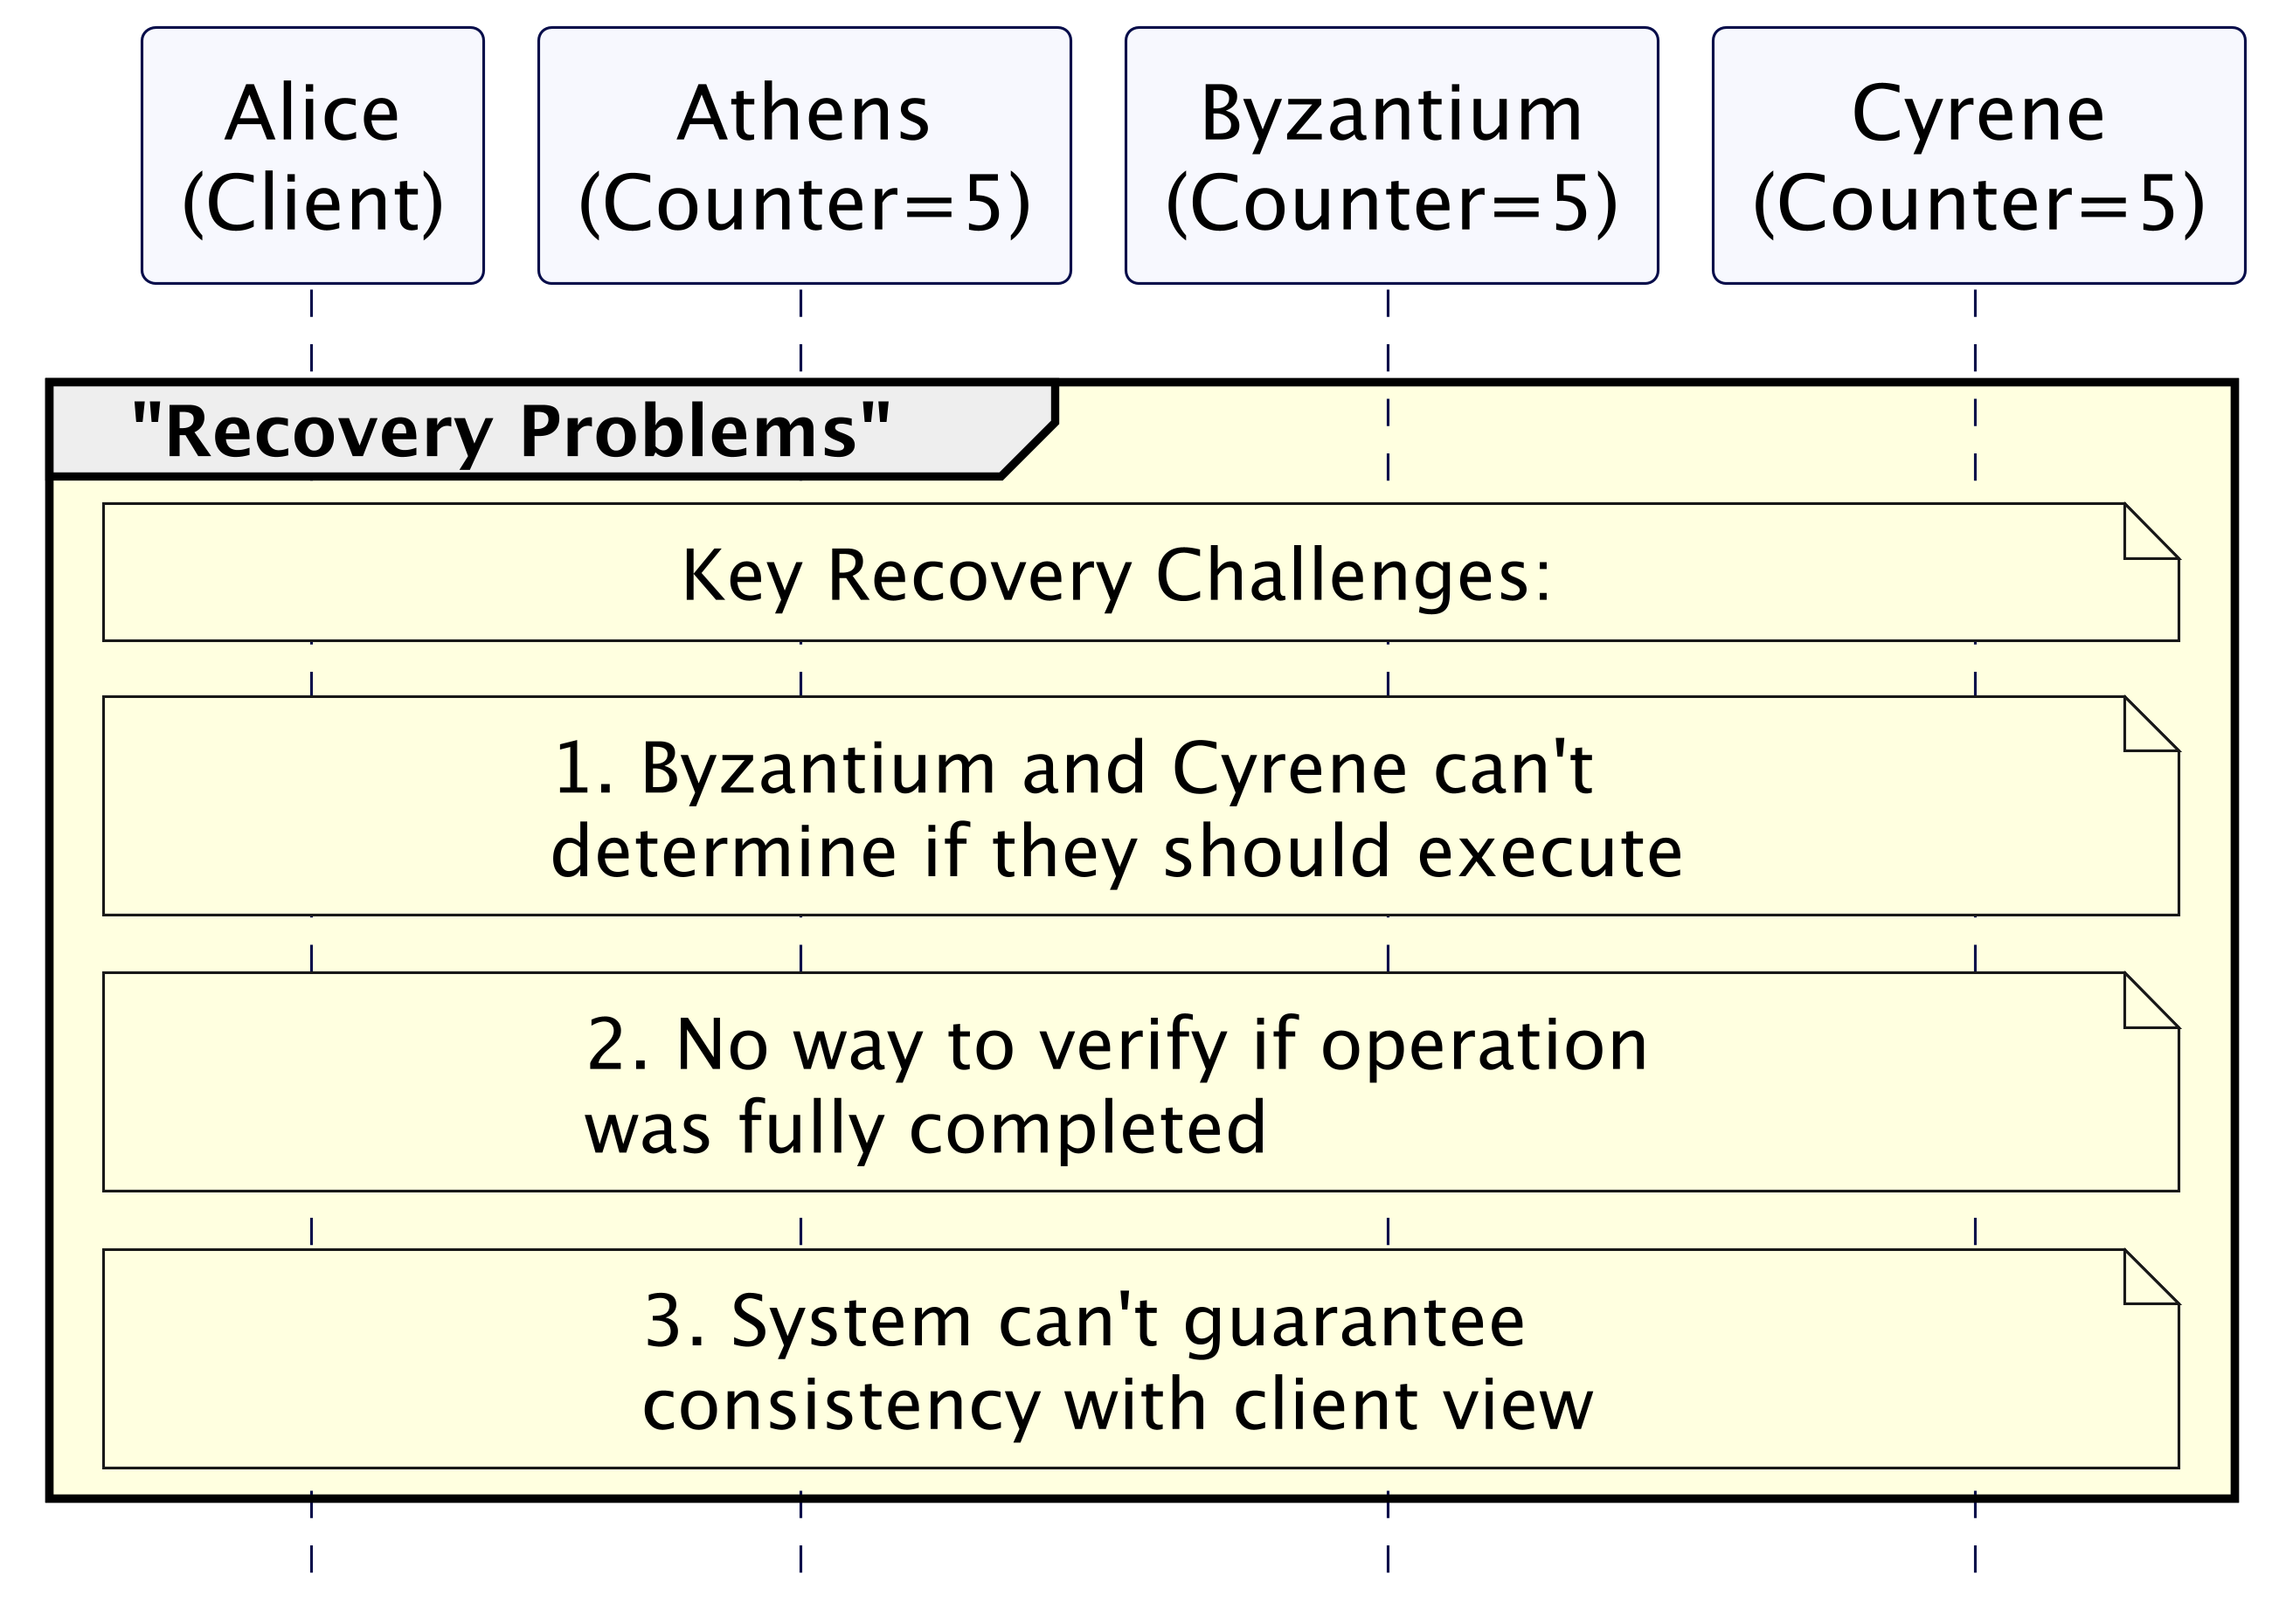 Alice
(Client)
Athens
(Counter=5)
Byzantium
(Counter=5)
Cyrene
(Counter=5)
"Recovery Problems"
Key Recovery Challenges:
1. Byzantium and Cyrene can't
determine if they should execute
2. No way to verify if operation
was fully completed
3. System can't guarantee
consistency with client view